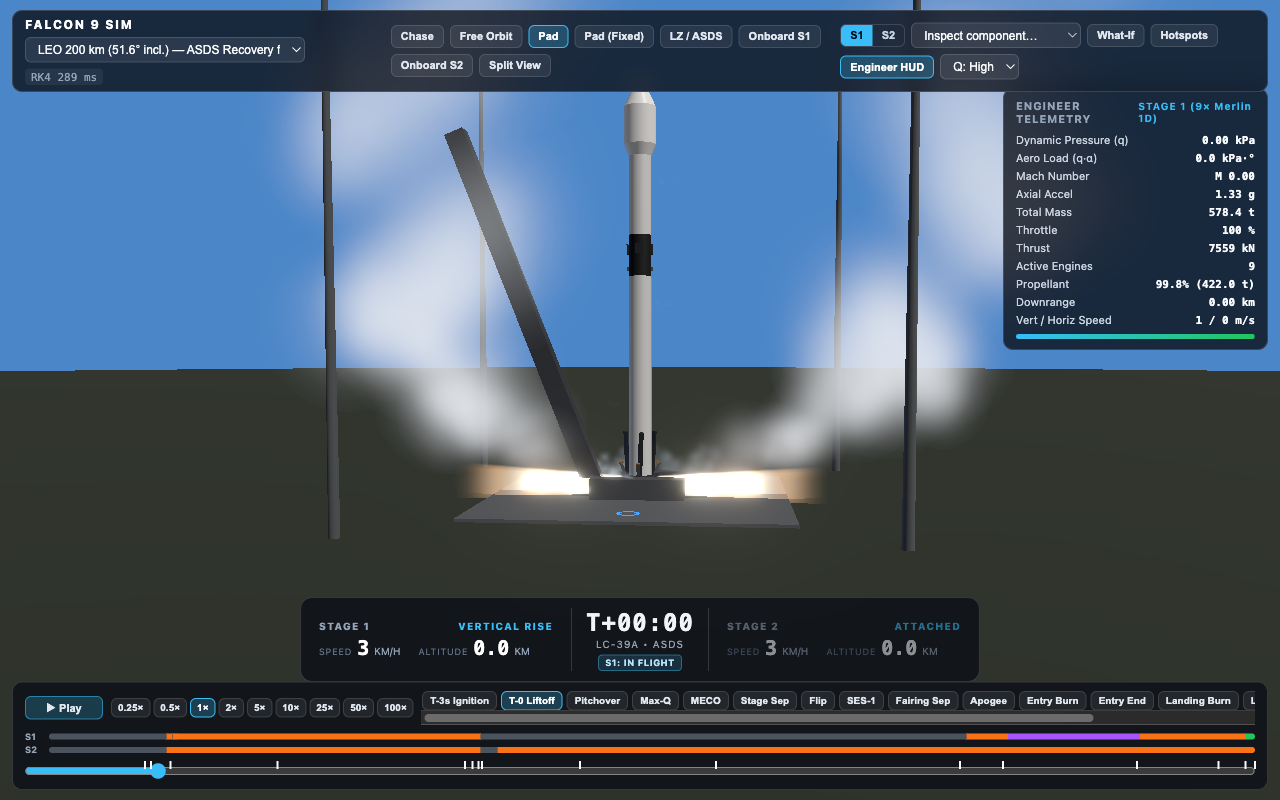 FALCON 9 SIM
LEO 200 km (51.6° incl.) — ASDS Recovery f
RK4 289 ms
Chase
Free Orbit
Pad
Pad (Fixed)
LZ / ASDS
Onboard S1
Onboard S2
Split View
S1
S2
Inspect component…
What-If
Hotspots
Engineer HUD
Q: High
ENGINEER TELEMETRY
STAGE 1 (9× Merlin 1D)
Dynamic Pressure (q) 0.00 kPa
Aero Load (q·α) 0.0 kPa·°
Mach Number M 0.00
Axial Accel 1.33 g
Total Mass 578.4 t
Throttle 100 %
Thrust 7559 kN
Active Engines 9
Propellant 99.8% (422.0 t)
Downrange 0.00 km
Vert / Horiz Speed 1 / 0 m/s
STAGE 1 VERTICAL RISE
SPEED 3 KM/H ALTITUDE 0.0 KM
T+00:00
LC-39A • ASDS
S1: IN FLIGHT
STAGE 2 ATTACHED
SPEED 3 KM/H ALTITUDE 0.0 KM
Play
0.25×
0.5×
1×
2×
5×
10×
25×
50×
100×
T-3s Ignition
T-0 Liftoff
Pitchover
Max-Q
MECO
Stage Sep
Flip
SES-1
Fairing Sep
Apogee
Entry Burn
Entry End
Landing Burn
S1
S2